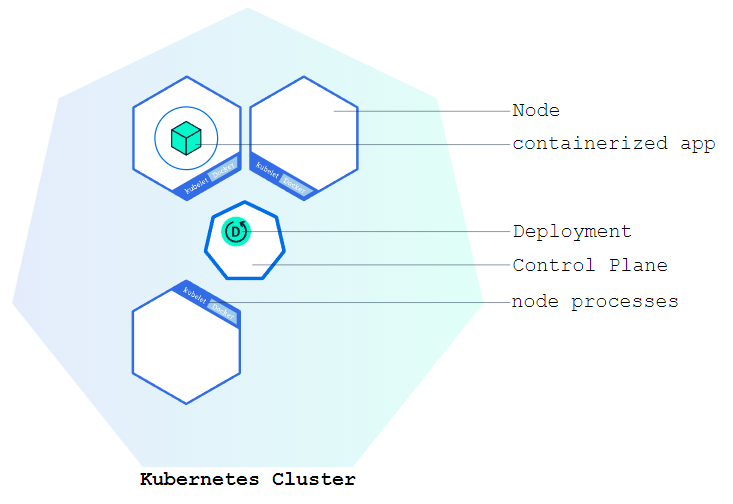 Node
containerized app
kubelet Docker
kubelet Docker
D
Deployment
Control Plane
kubelet Docker
node processes
Kubernetes Cluster